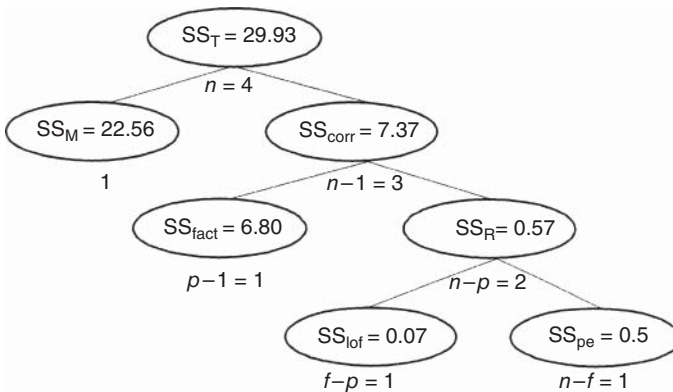 SS_T = 29.93
n = 4
SS_M = 22.56
SS_corr = 7.37
1
n−1 = 3
SS_fact = 6.80
SS_R= 0.57
p−1 = 1
n−p = 2
SS_lof = 0.07
SS_pe = 0.5
f−p = 1
n−f = 1